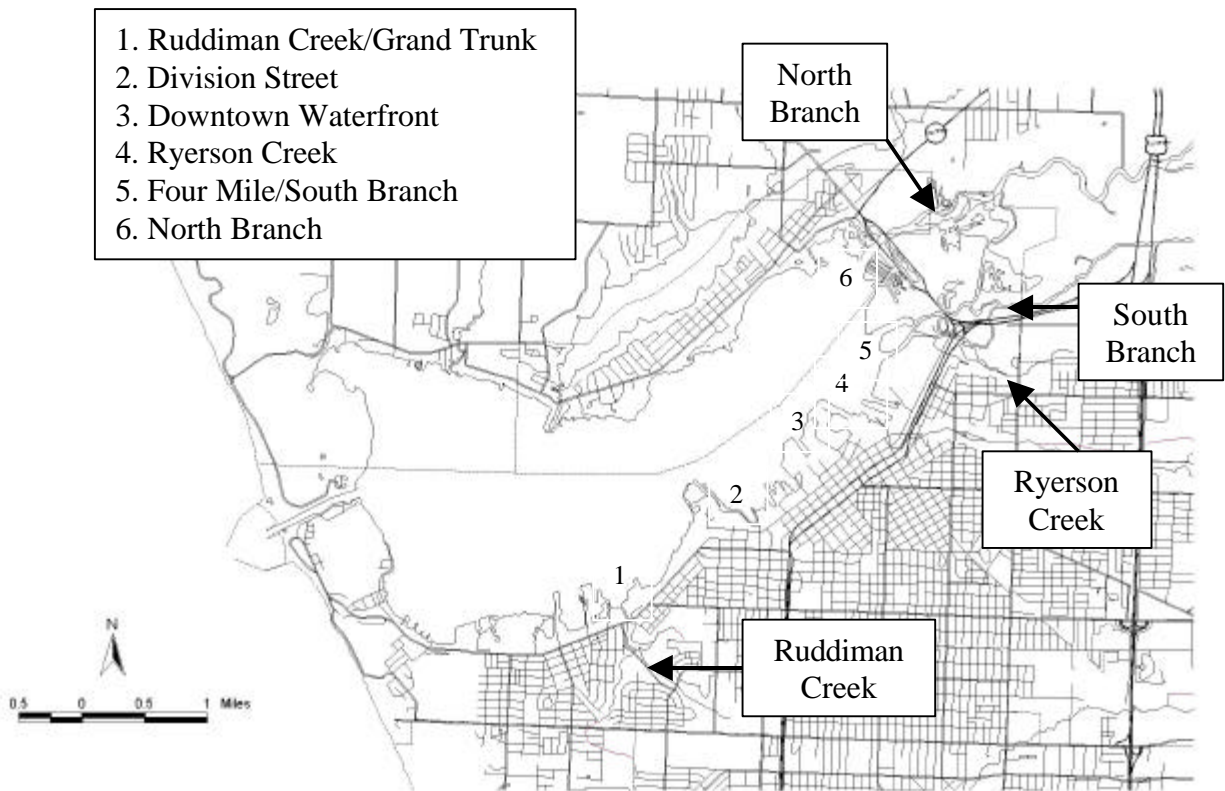 1. Ruddiman Creek/Grand Trunk
2. Division Street
3. Downtown Waterfront
4. Ryerson Creek
5. Four Mile/South Branch
6. North Branch
North
Branch
6
South
Branch
5
4
3
Ryerson
Creek
2
1
N
Ruddiman
Creek
0.5 0 0.5 1 Miles